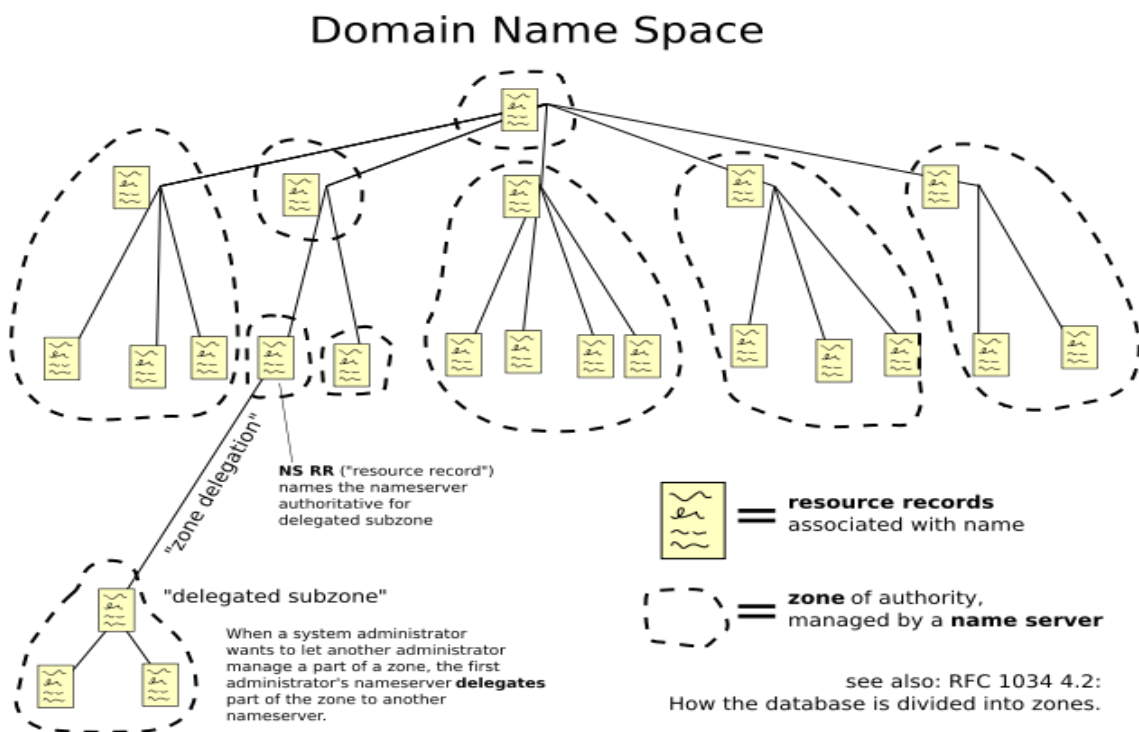 Domain Name Space
"zone delegation"
NS RR ("resource record")
names the nameserver
authoritative for
delegated subzone
resource records
associated with name
"delegated subzone"
When a system administrator
wants to let another administrator
manage a part of a zone, the first
administrator's nameserver delegates
part of the zone to another
nameserver.
zone of authority,
managed by a name server
see also: RFC 1034 4.2:
How the database is divided into zones.